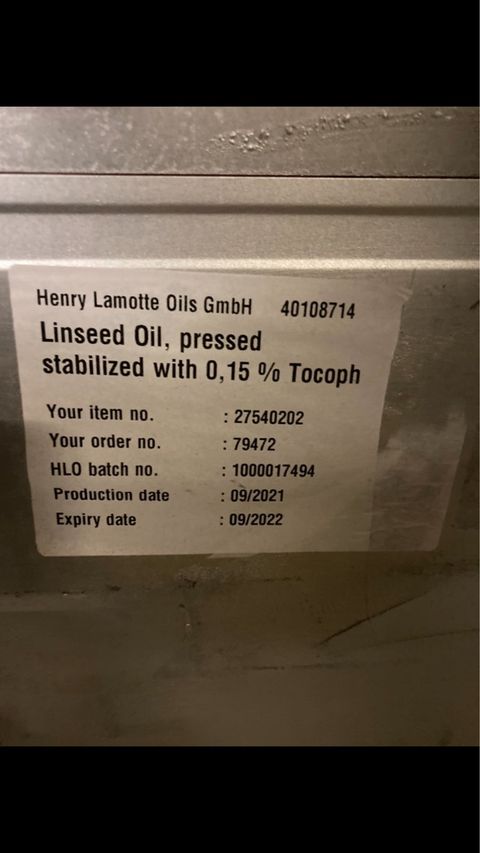 Henry Lamotte Oils GmbH 40108714
Linseed Oil, pressed
stabilized with 0,15 % Tocoph
Your item no. : 27540202
Your order no. : 79472
HLO batch no. : 1000017494
Production date : 09/2021
Expiry date : 09/2022